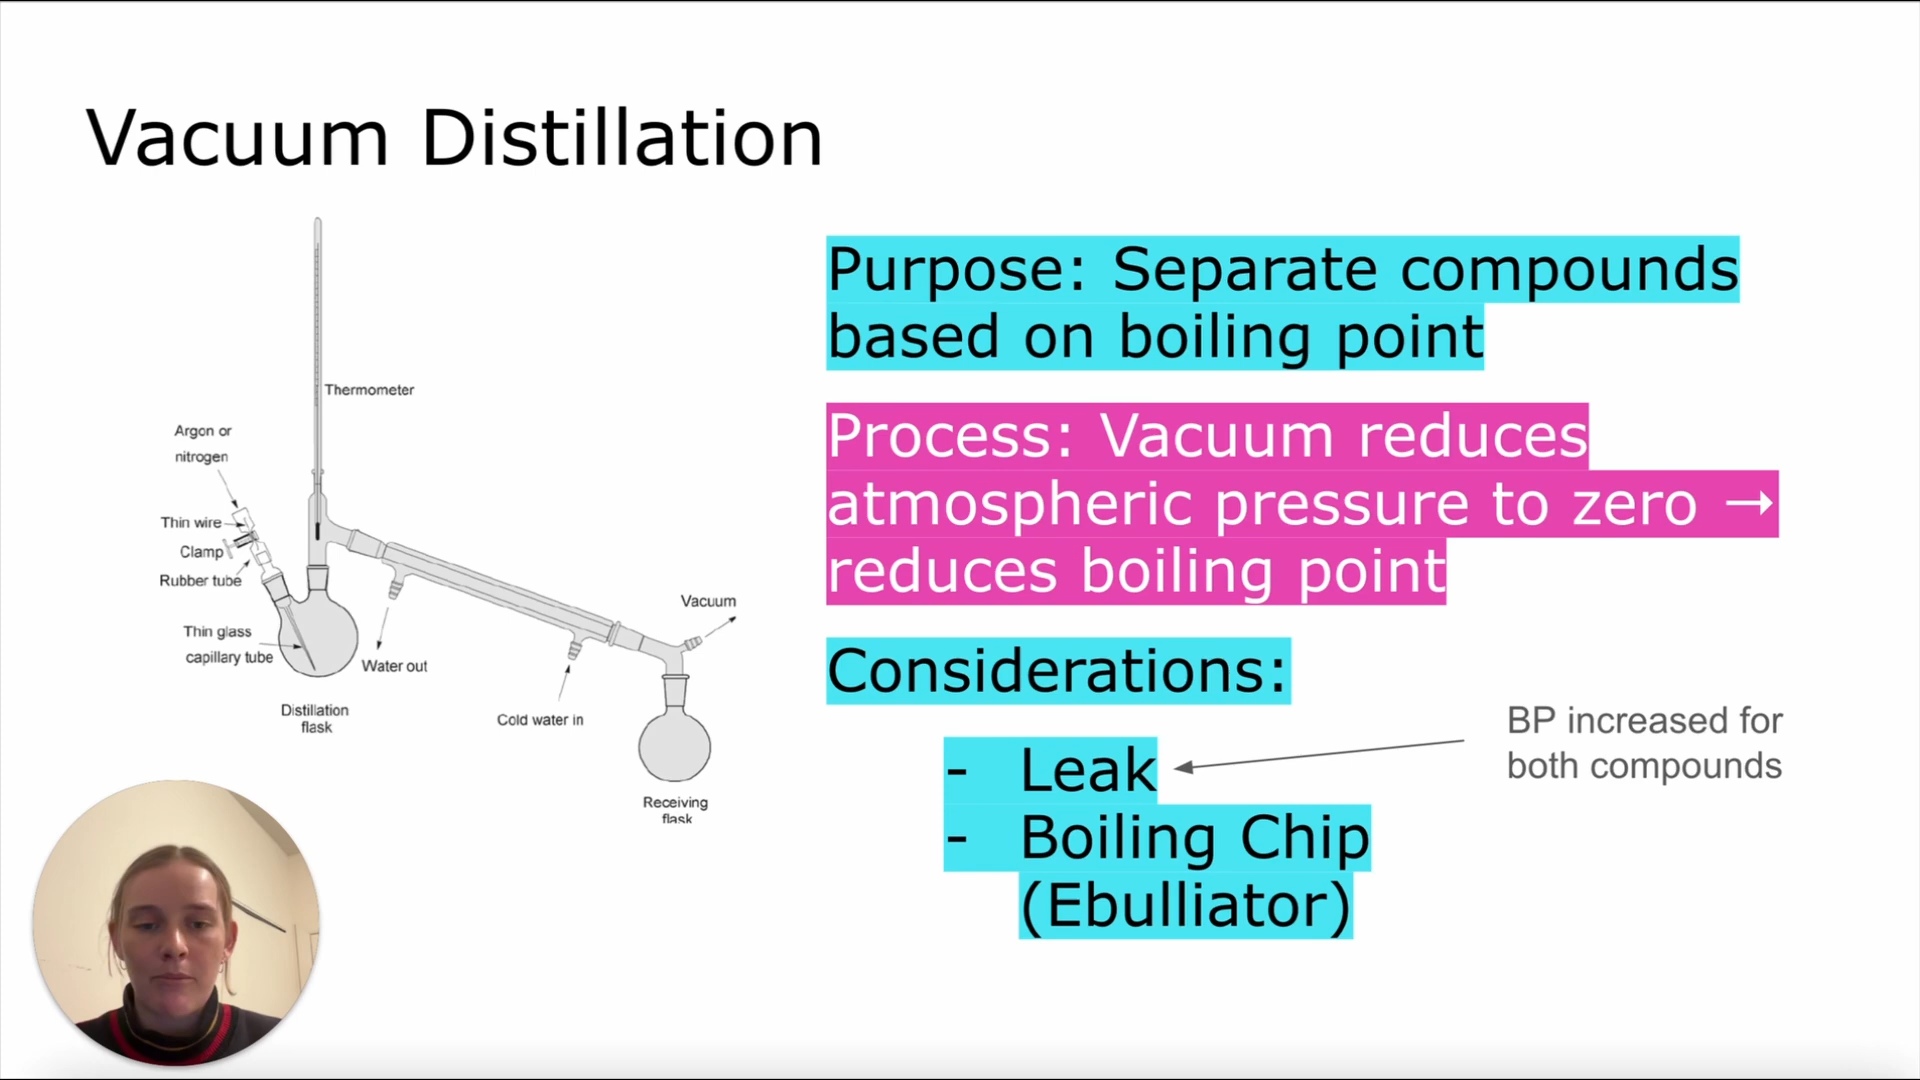 Vacuum Distillation
Thermometer
Argon or
nitrogen
Thin wire
Clamp
Rubber tube
Thin glass
capillary tube
Water out
Distillation
flask
Cold water in
Vacuum
Receiving
flask
Purpose: Separate compounds
based on boiling point
Process: Vacuum reduces
atmospheric pressure to zero →
reduces boiling point
Considerations:
- Leak
- Boiling Chip
(Ebulliator)
BP increased for
both compounds